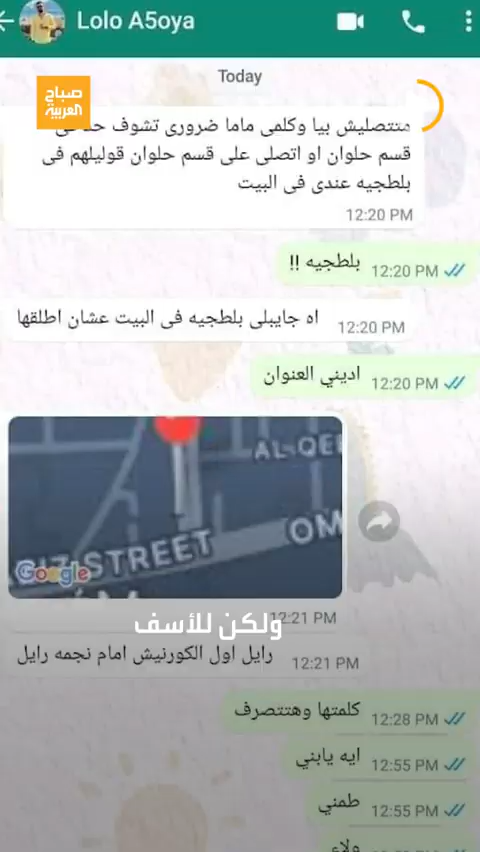 Lolo A5oya
Today
صباح
العربية
متتصليش بيا وكلمى ماما ضرورى تشوف
قسم حلوان او اتصلى على قسم حلوان قوليلهم فى
بلطجيه عندى فى البيت
12:20 PM
بلطجيه !!
12:20 PM
اه جايبلى بلطجيه فى البيت عشان اطلقها
12:20 PM
اديني العنوان
12:20 PM
AL-QE
OM
STREET
Google
12:21 PM
ولكن للأسف
رايل اول الكورنيش امام نجمه رايل
12:21 PM
كلمتها وهتتصرف
12:28 PM
ايه يابني
12:55 PM
طمني
12:55 PM
ولاء